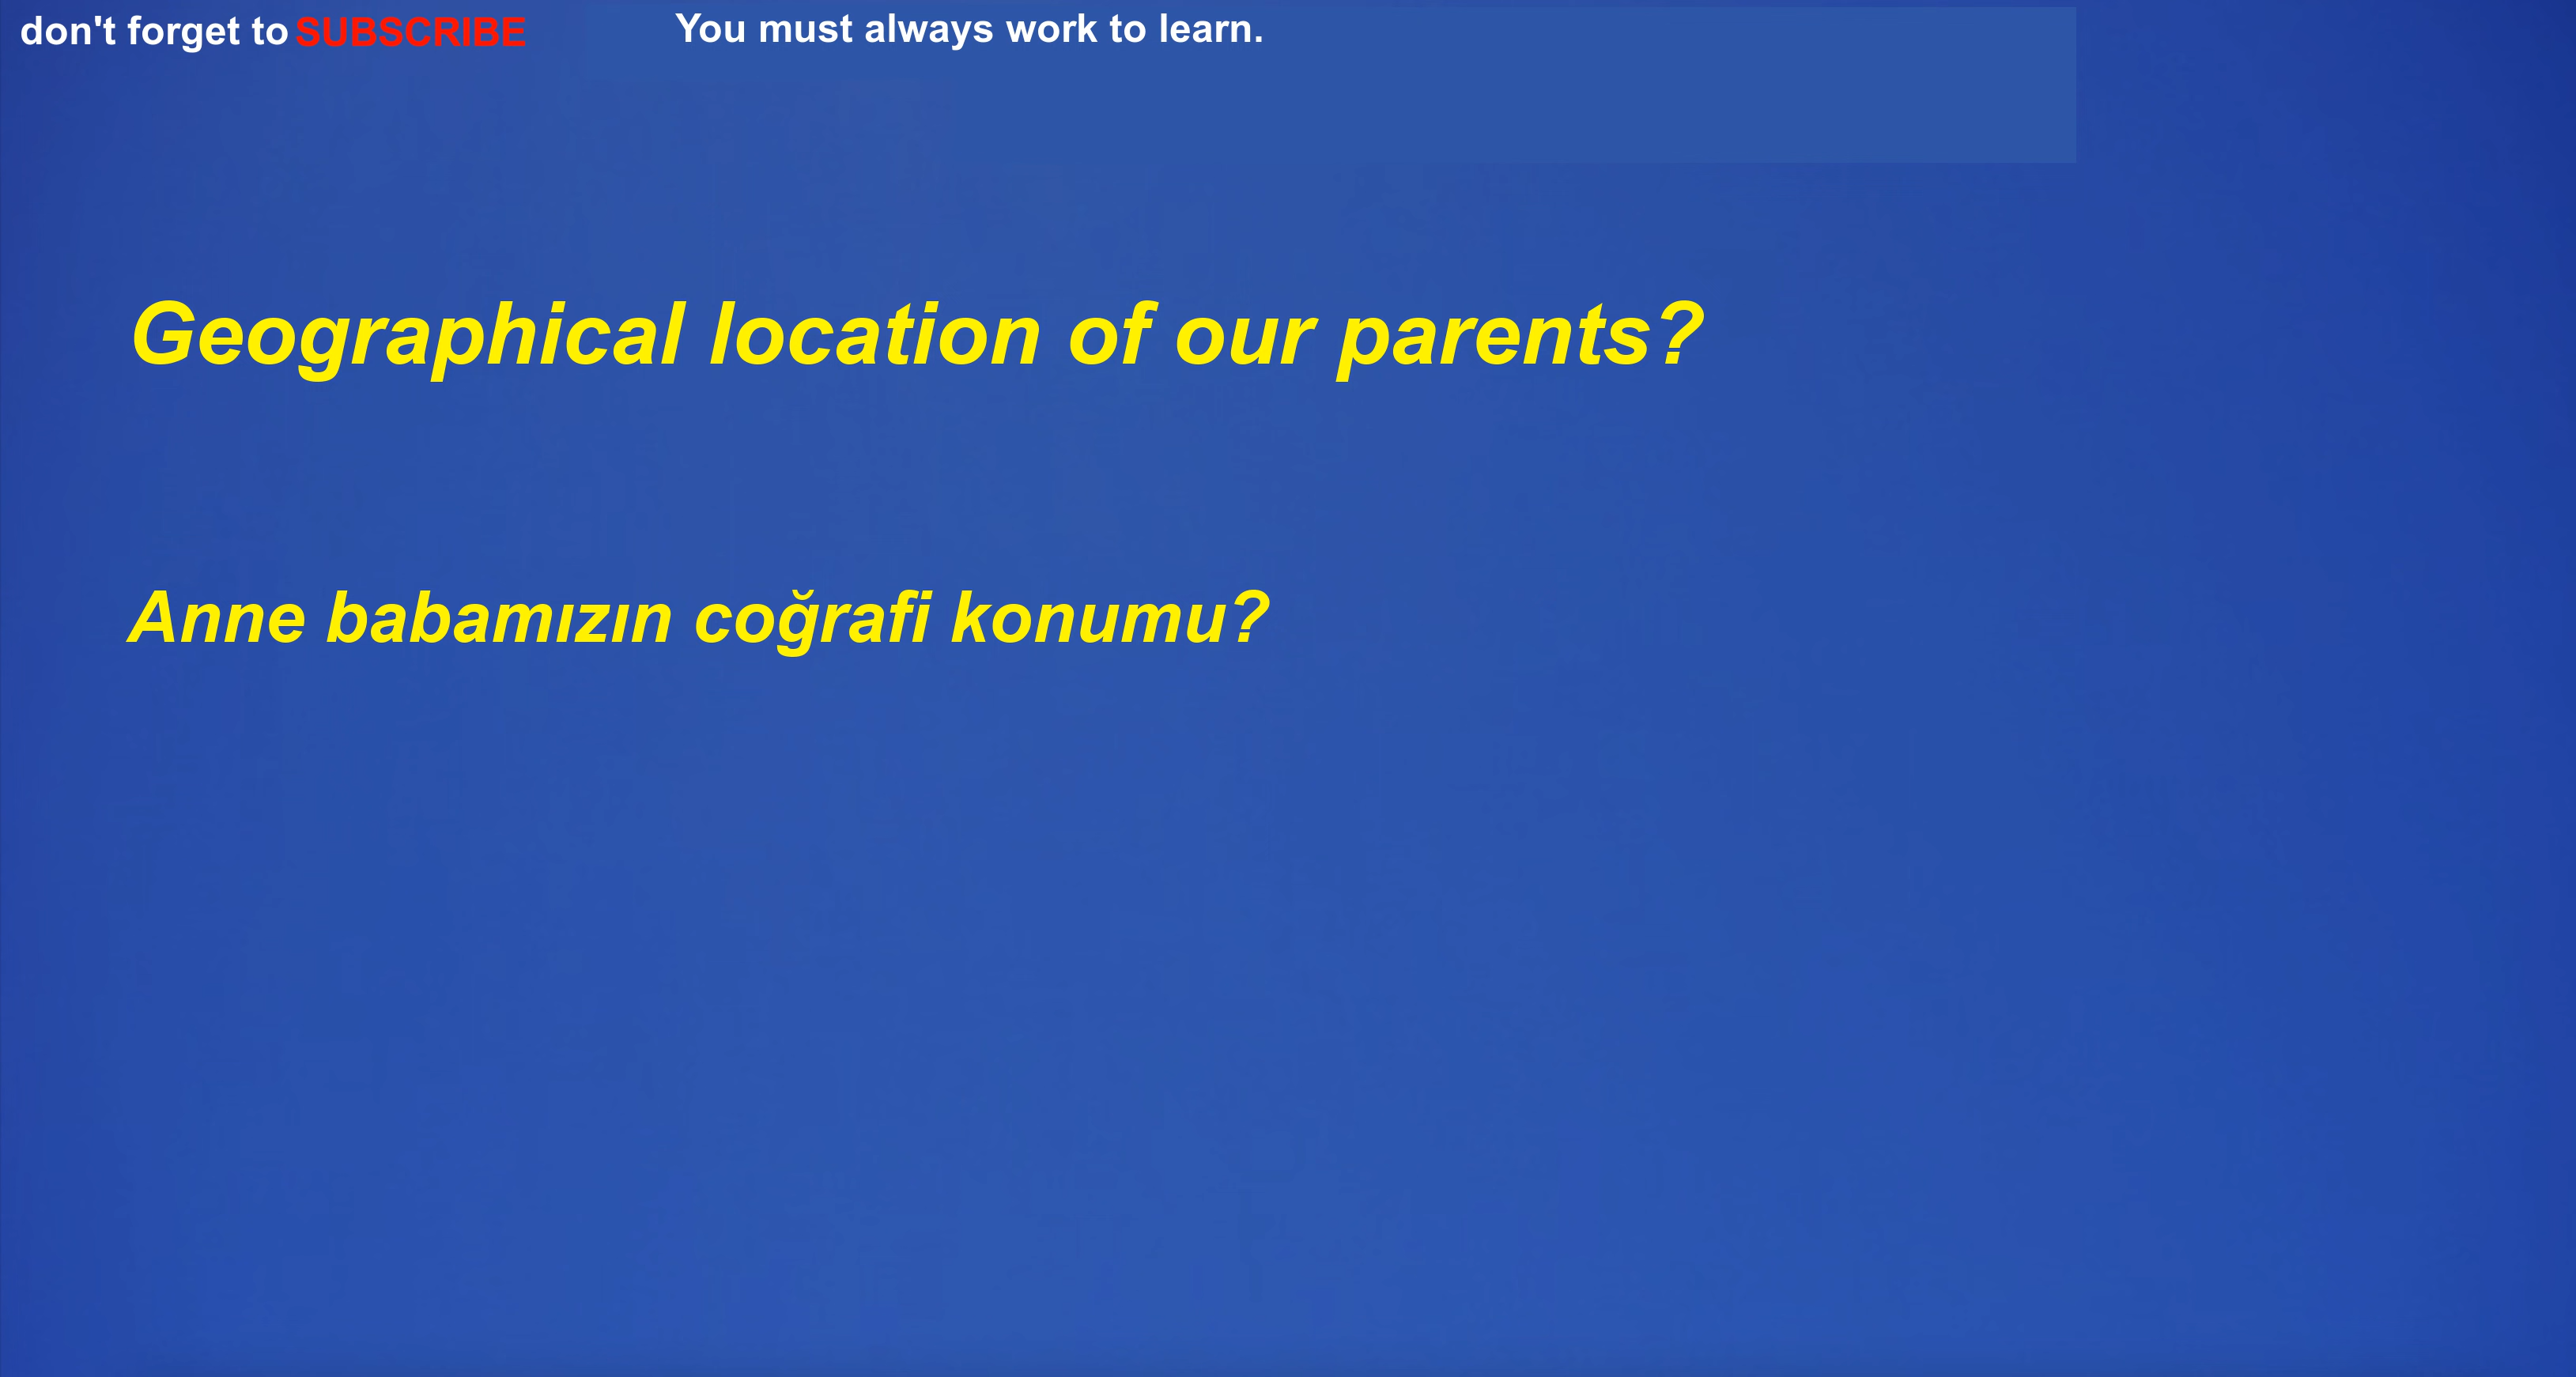 don't forget to SUBSCRIBE
You must always work to learn.
Geographical location of our parents?
Anne babamızın coğrafi konumu?